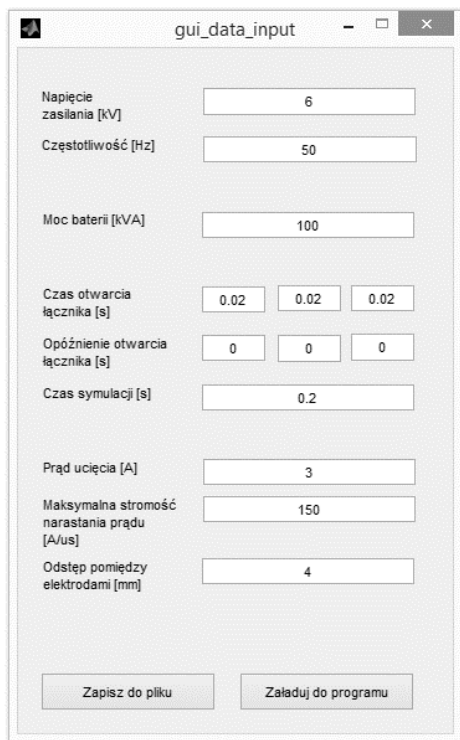 gui_data_input
Napięcie
zasilania [kV]
6
Częstotliwość [Hz]
50
Moc baterii [kVA]
100
Czas otwarcia
łącznika [s]
0.02 0.02 0.02
Opóźnienie otwarcia
łącznika [s]
0 0 0
Czas symulacji [s]
0.2
Prąd ucięcia [A]
3
Maksymalna stromość
narastania prądu
[A/us]
150
Odstęp pomiędzy
elektrodami [mm]
4
Zapisz do pliku
Załaduj do programu